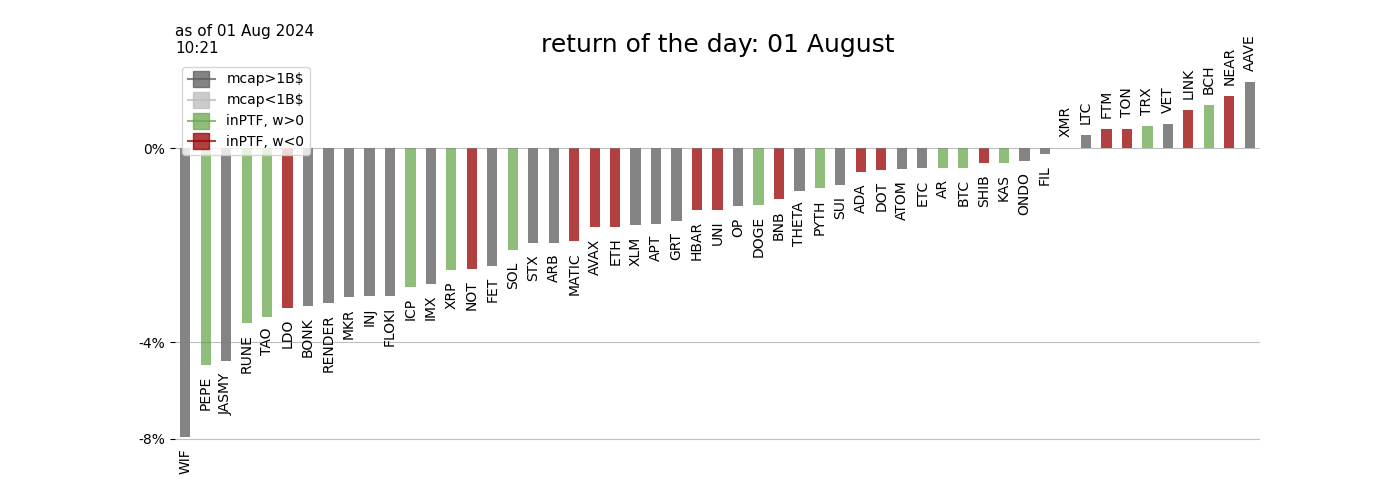 as of 01 Aug 2024
10:21
return of the day: 01 August
mcap>1B$
mcap<1B$
inPTF, w>0
inPTF, w<0
0%
-4%
-8%
WIF
PEPE
JASMY
RUNE
TAO
LDO
BONK
RENDER
MKR
INJ
FLOKI
ICP
IMX
XRP
NOT
FET
SOL
STX
ARB
MATIC
AVAX
ETH
XLM
APT
GRT
HBAR
UNI
OP
DOGE
BNB
THETA
PYTH
SUI
ADA
DOT
ATOM
ETC
AR
BTC
SHIB
KAS
ONDO
FIL
XMR
LTC
FTM
TON
TRX
VET
LINK
BCH
NEAR
AAVE